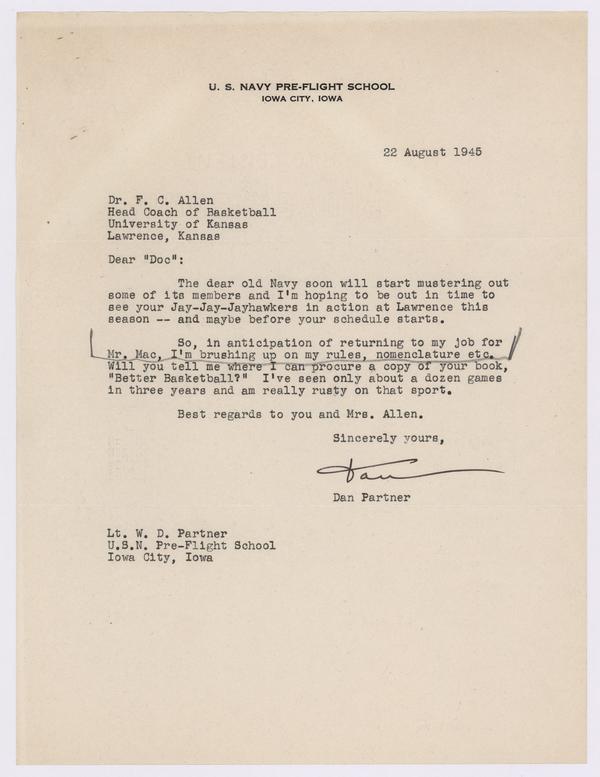 U. S. NAVY PRE-FLIGHT SCHOOL
IOWA CITY, IOWA
22 August 1945
Dr. F. C. Allen
Head Coach of Basketball
University of Kansas
Lawrence, Kansas
Dear "Doc":
The dear old Navy soon will start mustering out
some of its members and I'm hoping to be out in time to
see your Jay-Jay-Jayhawkers in action at Lawrence this
season -- and maybe before your schedule starts.
So, in anticipation of returning to my job for
Mr. Mac, I'm brushing up on my rules, nomenclature etc.
Will you tell me where I can procure a copy of your book,
"Better Basketball?" I've seen only about a dozen games
in three years and am really rusty on that sport.
Best regards to you and Mrs. Allen.
Sincerely yours,
Dan
Dan Partner
Lt. W. D. Partner
U.S.N. Pre-Flight School
Iowa City, Iowa